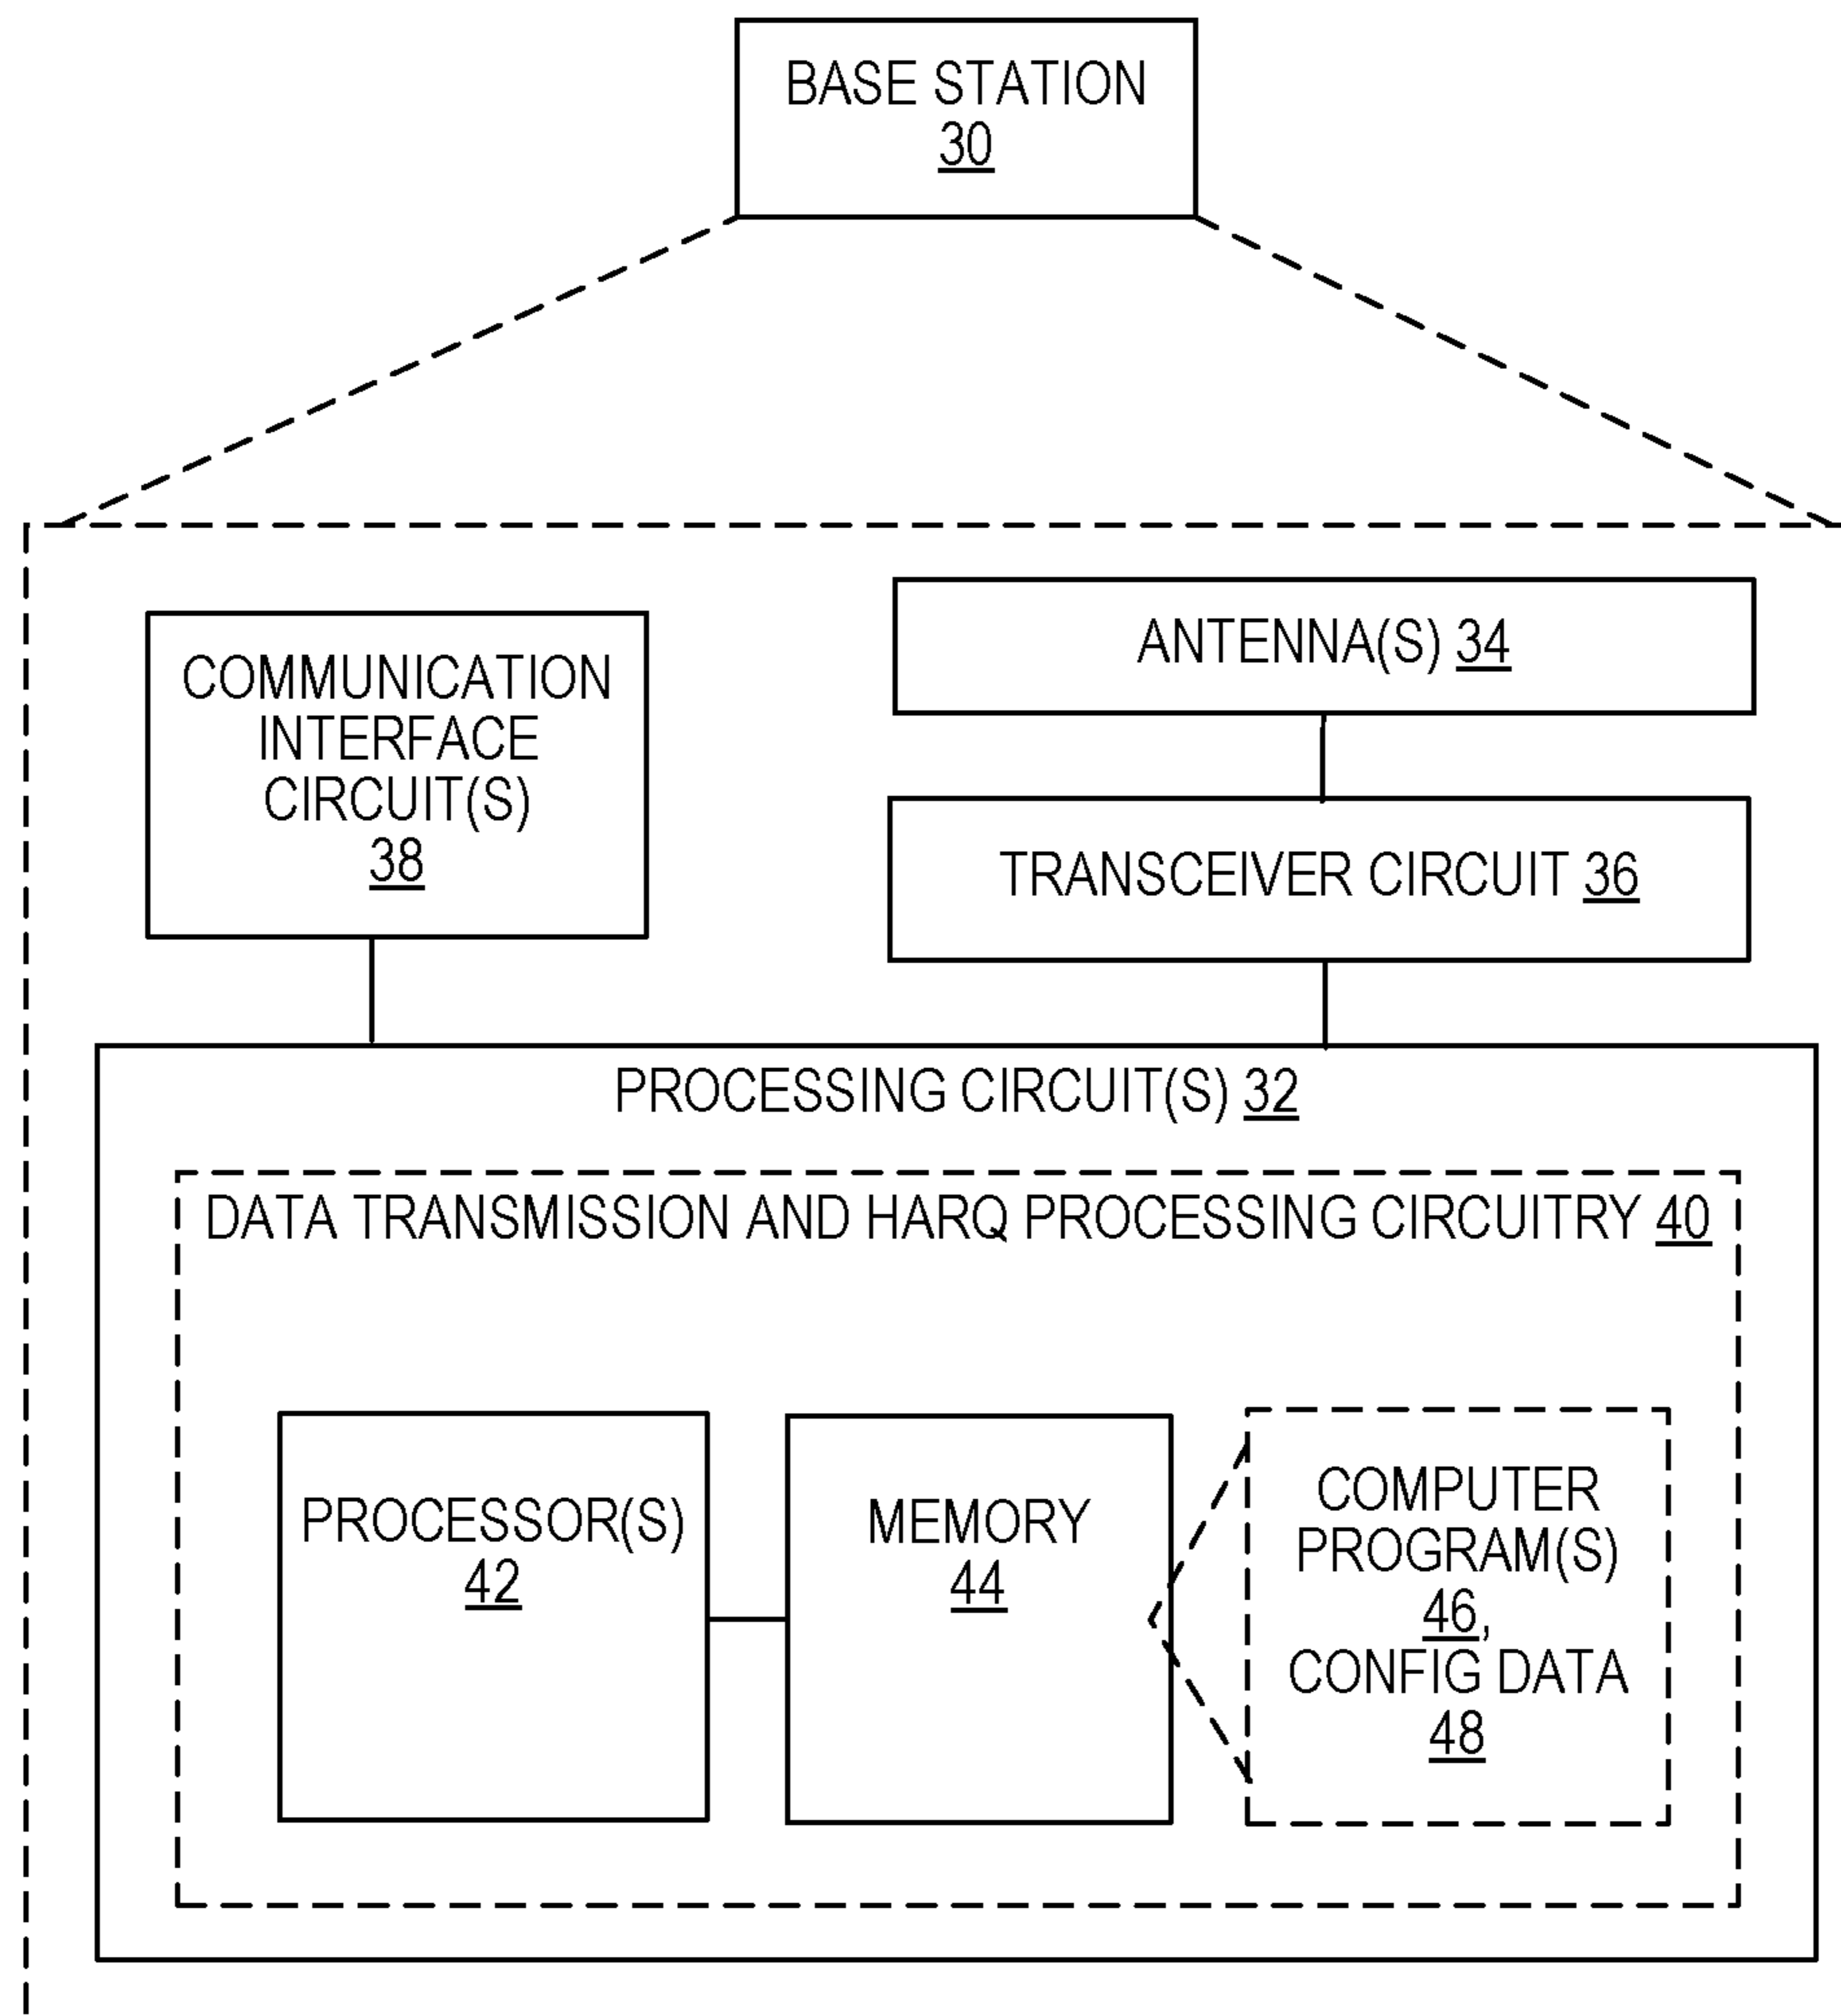 BASE STATION
30
COMMUNICATION
INTERFACE
CIRCUIT(S)
38
ANTENNA(S) 34
TRANSCEIVER CIRCUIT 36
PROCESSING CIRCUIT(S) 32
DATA TRANSMISSION AND HARQ PROCESSING CIRCUITRY 40
PROCESSOR(S)
42
MEMORY
44
COMPUTER
PROGRAM(S)
46,
CONFIG DATA
48